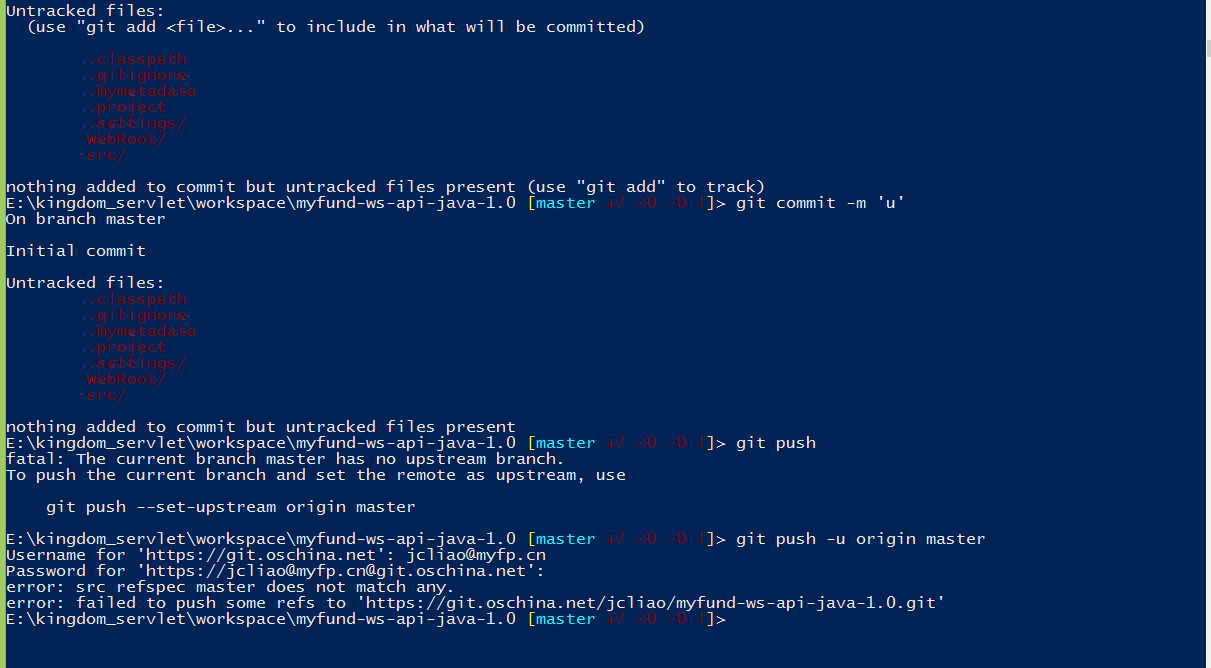 Untracked files:
  (use "git add <file>..." to include in what will be committed)
        .classpath
        .gitignore
        .mymetadata
        .project
        .settings/
        WebRoot/
        src/
nothing added to commit but untracked files present (use "git add" to track)
E:\kingdom_servlet\workspace\myfund-ws-api-java-1.0 [master +7 ~0 -0 !]> git commit -m 'u'
On branch master
Initial commit
Untracked files:
        .classpath
        .gitignore
        .mymetadata
        .project
        .settings/
        WebRoot/
        src/
nothing added to commit but untracked files present
E:\kingdom_servlet\workspace\myfund-ws-api-java-1.0 [master +7 ~0 -0 !]> git push
fatal: The current branch master has no upstream branch.
To push the current branch and set the remote as upstream, use
    git push --set-upstream origin master
E:\kingdom_servlet\workspace\myfund-ws-api-java-1.0 [master +7 ~0 -0 !]> git push -u origin master
Username for 'https://git.oschina.net': jcliao@myfp.cn
Password for 'https://jcliao@myfp.cn@git.oschina.net':
error: src refspec master does not match any.
error: failed to push some refs to 'https://git.oschina.net/jcliao/myfund-ws-api-java-1.0.git'
E:\kingdom_servlet\workspace\myfund-ws-api-java-1.0 [master +7 ~0 -0 !]>